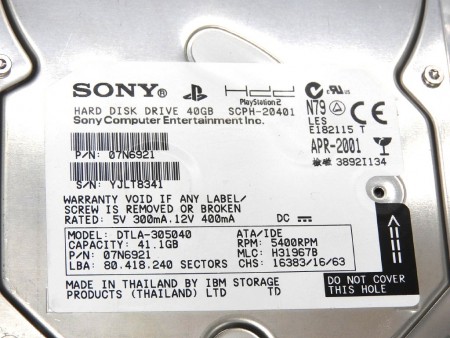 SONY® Hdd
PlayStation 2
HARD DISK DRIVE 40GB SCPH-20401
Sony Computer Entertainment Inc.
N79
LES
E182115 T
APR-2001
3892I134
P/N: 07N6921
S/N: YJLTB341
WARRANTY VOID IF ANY LABEL/
SCREW IS REMOVED OR BROKEN
RATED: 5V 300mA.12V 400mA DC
MODEL: DTLA-305040 ATA/IDE
CAPACITY: 41.1GB RPM: 5400RPM
P/N: 07N6921 MLC: H31967B
LBA: 80.418.240 SECTORS CHS: 16383/16/63
MADE IN THAILAND BY IBM STORAGE
PRODUCTS (THAILAND) LTD TD
DO NOT COVER
THIS HOLE